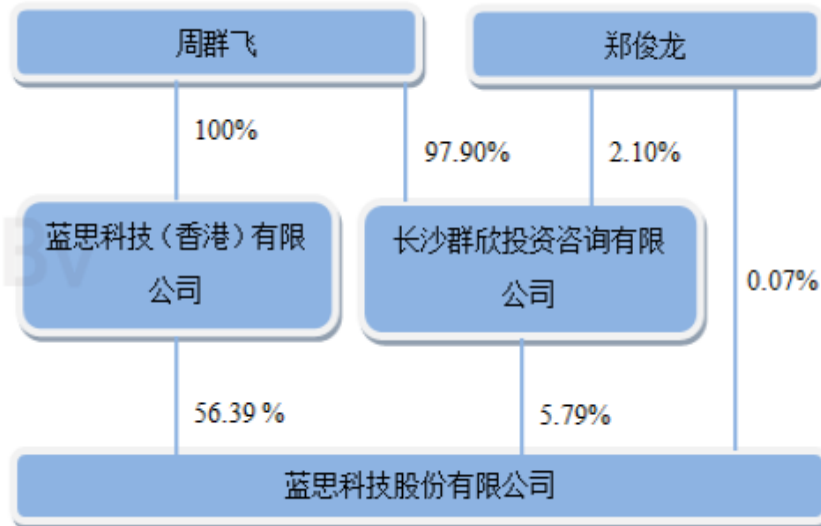 周群飞
郑俊龙
100%
97.90%
2.10%
蓝思科技（香港）有限
公司
长沙群欣投资咨询有限
公司
0.07%
56.39 %
5.79%
蓝思科技股份有限公司